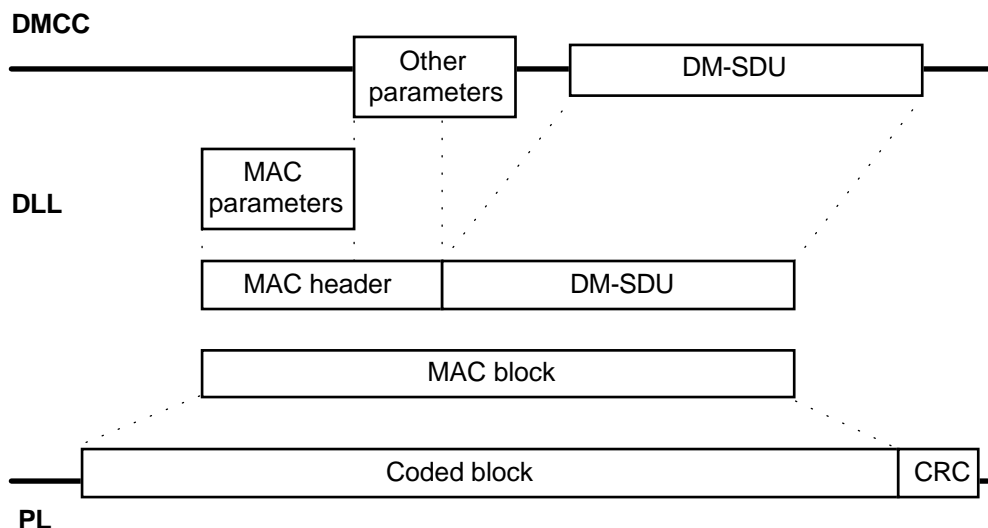 DMCC
Other
parameters
DM-SDU
MAC
parameters
DLL
MAC header
DM-SDU
MAC block
Coded block
CRC
PL